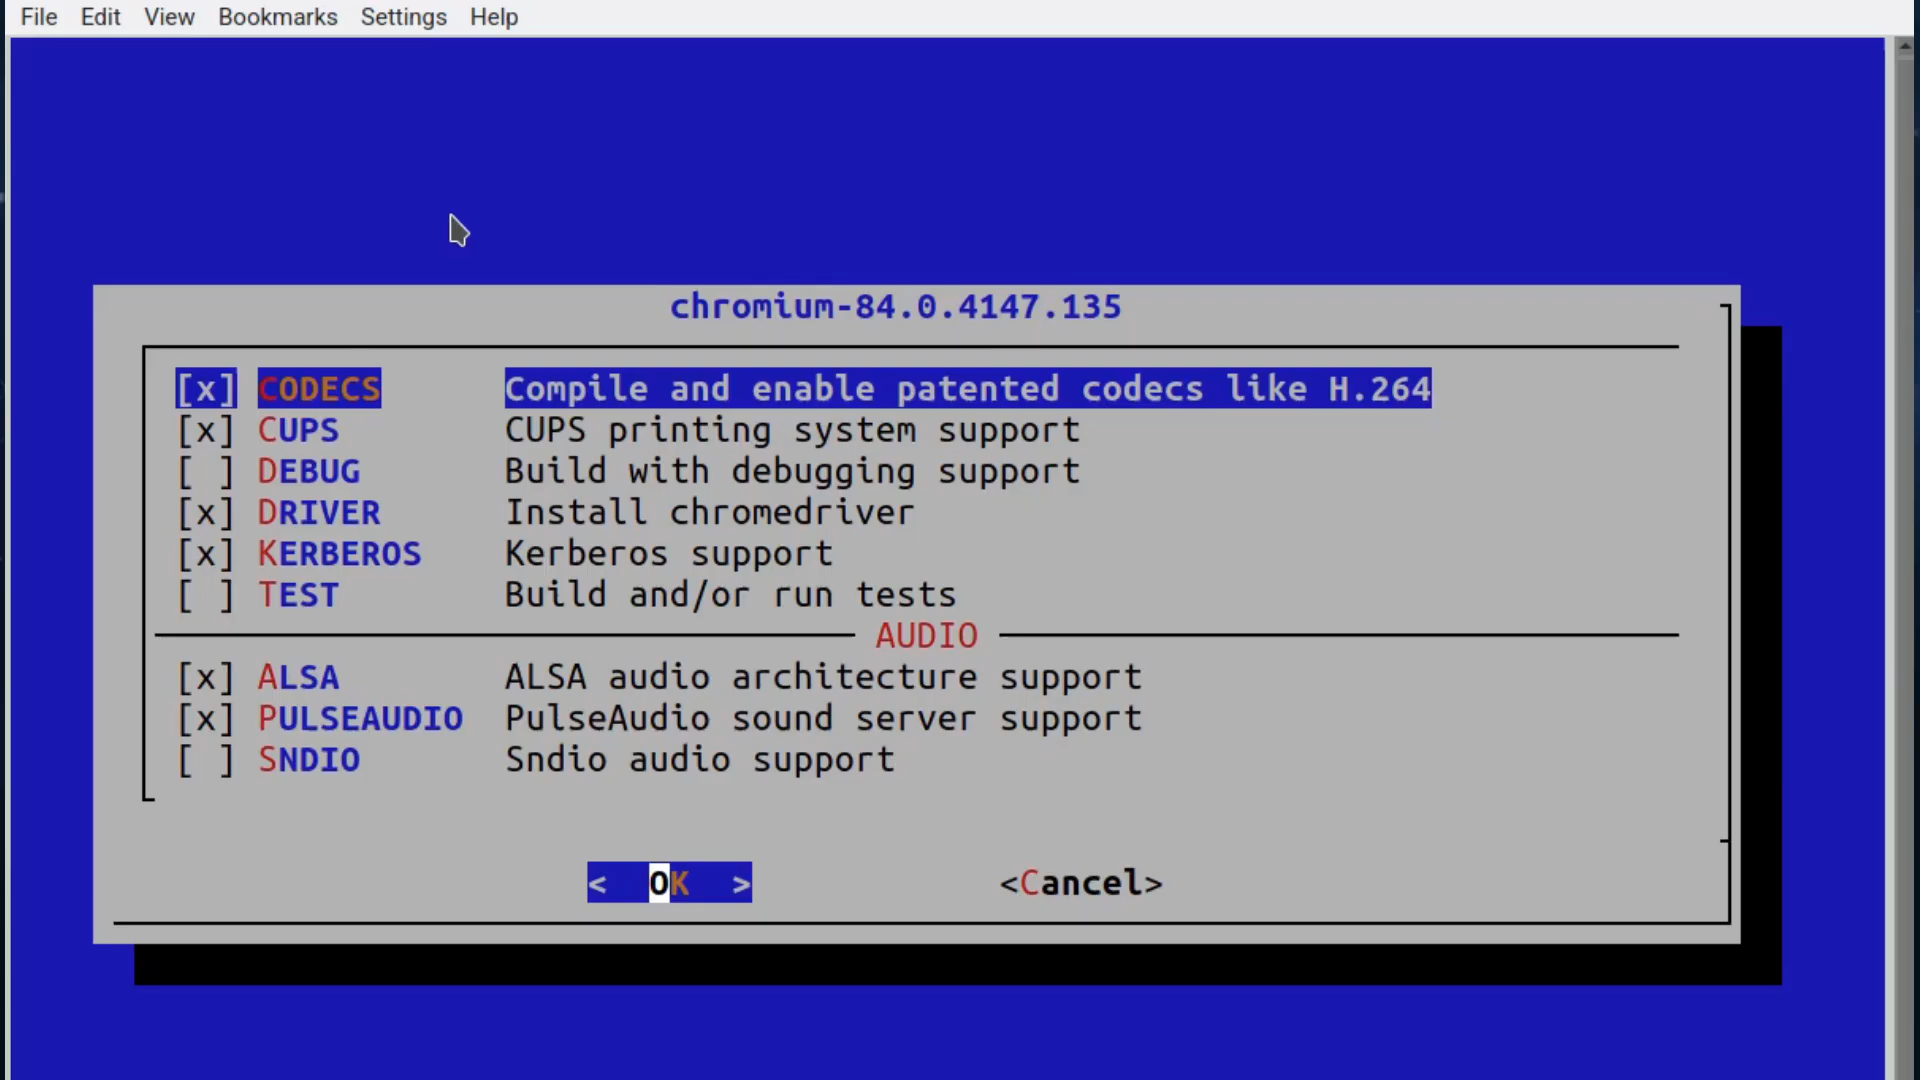 File Edit View Bookmarks Settings Help
chromium-84.0.4147.135
[x] CODECS Compile and enable patented codecs like H.264
[x] CUPS CUPS printing system support
[ ] DEBUG Build with debugging support
[x] DRIVER Install chromedriver
[x] KERBEROS Kerberos support
[ ] TEST Build and/or run tests
AUDIO
[x] ALSA ALSA audio architecture support
[x] PULSEAUDIO PulseAudio sound server support
[ ] SNDIO Sndio audio support
< OK > <Cancel>